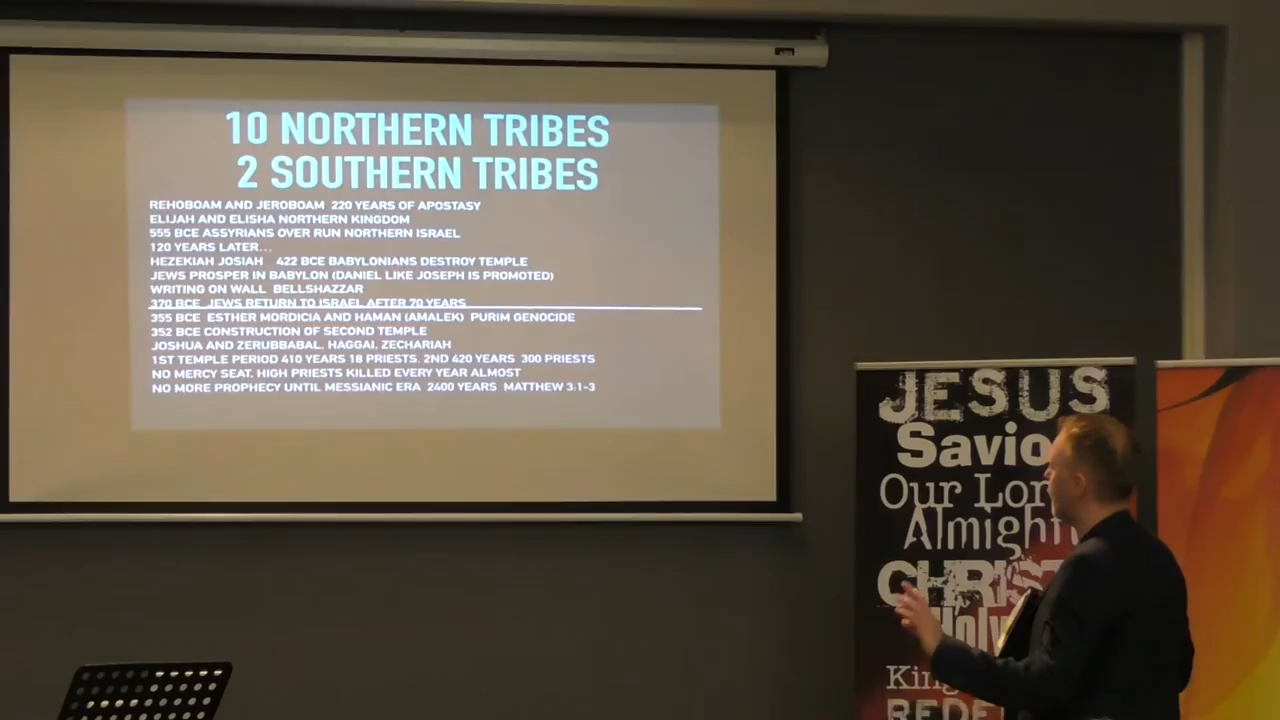 10 NORTHERN TRIBES
2 SOUTHERN TRIBES
REHOBOAM AND JEROBOAM 220 YEARS OF APOSTASY
ELIJAH AND ELISHA NORTHERN KINGDOM
555 BCE ASSYRIANS OVER RUN NORTHERN ISRAEL
120 YEARS LATER...
HEZEKIAH JOSIAH 422 BCE BABYLONIANS DESTROY TEMPLE
JEWS PROSPER IN BABYLON (DANIEL LIKE JOSEPH IS PROMOTED)
WRITING ON WALL BELLSHAZZAR
370 BCE JEWS RETURN TO ISRAEL AFTER 70 YEARS
355 BCE ESTHER MORDICIA AND HAMAN (AMALEK) PURIM GENOCIDE
352 BCE CONSTRUCTION OF SECOND TEMPLE
JOSHUA AND ZERUBBABAL, HAGGAI, ZECHARIAH
1ST TEMPLE PERIOD 410 YEARS 18 PRIESTS. 2ND 420 YEARS 300 PRIESTS
NO MERCY SEAT, HIGH PRIESTS KILLED EVERY YEAR ALMOST
NO MORE PROPHECY UNTIL MESSIANIC ERA 2400 YEARS MATTHEW 3:1-3
JESUS
Savio
Our Lor
Almight
CHRIST
Holy
King
REDE